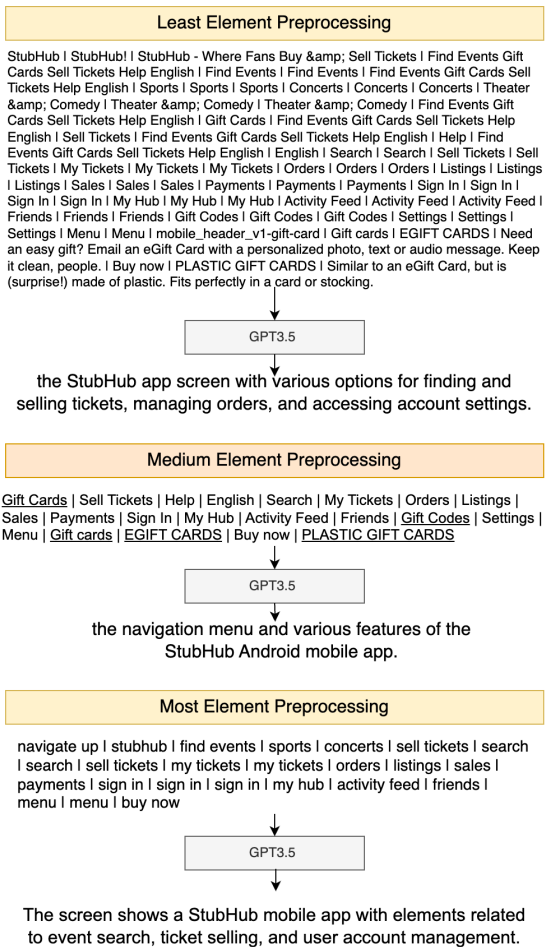 Least Element Preprocessing
StubHub | StubHub! | StubHub - Where Fans Buy &amp; Sell Tickets | Find Events Gift
Cards Sell Tickets Help English | Find Events | Find Events | Find Events Gift Cards Sell
Tickets Help English | Sports | Sports | Sports | Concerts | Concerts | Concerts | Theater
&amp; Comedy | Theater &amp; Comedy | Theater &amp; Comedy | Find Events Gift
Cards Sell Tickets Help English | Gift Cards | Find Events Gift Cards Sell Tickets Help
English | Sell Tickets | Find Events Gift Cards Sell Tickets Help English | Help | Find
Events Gift Cards Sell Tickets Help English | English | Search | Search | Sell Tickets | Sell
Tickets | My Tickets | My Tickets | My Tickets | Orders | Orders | Orders | Listings | Listings
| Listings | Sales | Sales | Sales | Payments | Payments | Payments | Sign In | Sign In |
Sign In | Sign In | My Hub | My Hub | My Hub | Activity Feed | Activity Feed | Activity Feed |
Friends | Friends | Friends | Gift Codes | Gift Codes | Gift Codes | Settings | Settings |
Settings | Menu | Menu | mobile_header_v1-gift-card | Gift cards | EGIFT CARDS | Need
an easy gift? Email an eGift Card with a personalized photo, text or audio message. Keep
it clean, people. | Buy now | PLASTIC GIFT CARDS | Similar to an eGift Card, but is
(surprise!) made of plastic. Fits perfectly in a card or stocking.
GPT3.5
the StubHub app screen with various options for finding and
selling tickets, managing orders, and accessing account settings.
Medium Element Preprocessing
Gift Cards | Sell Tickets | Help | English | Search | My Tickets | Orders | Listings |
Sales | Payments | Sign In | My Hub | Activity Feed | Friends | Gift Codes | Settings |
Menu | Gift cards | EGIFT CARDS | Buy now | PLASTIC GIFT CARDS
GPT3.5
the navigation menu and various features of the
StubHub Android mobile app.
Most Element Preprocessing
navigate up | stubhub | find events | sports | concerts | sell tickets | search
| search | sell tickets | my tickets | my tickets | orders | listings | sales |
payments | sign in | sign in | sign in | my hub | activity feed | friends |
menu | menu | buy now
GPT3.5
The screen shows a StubHub mobile app with elements related
to event search, ticket selling, and user account management.